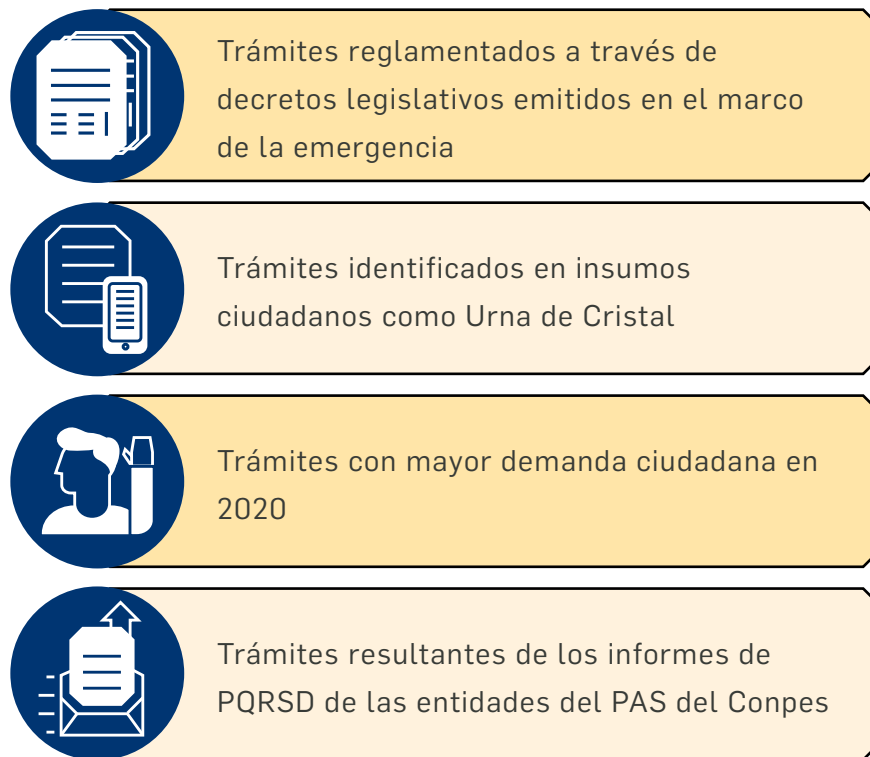 Trámites reglamentados a través de
decretos legislativos emitidos en el marco
de la emergencia
Trámites identificados en insumos
ciudadanos como Urna de Cristal
Trámites con mayor demanda ciudadana en
2020
Trámites resultantes de los informes de
PQRSD de las entidades del PAS del Conpes